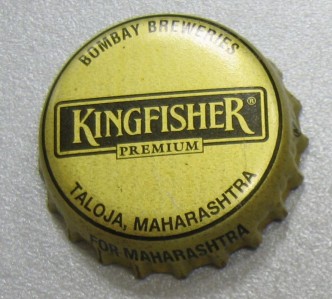 BOMBAY BREWERIES
KINGFISHER®
PREMIUM
TALOJA, MAHARASHTRA
FOR MAHARASHTRA